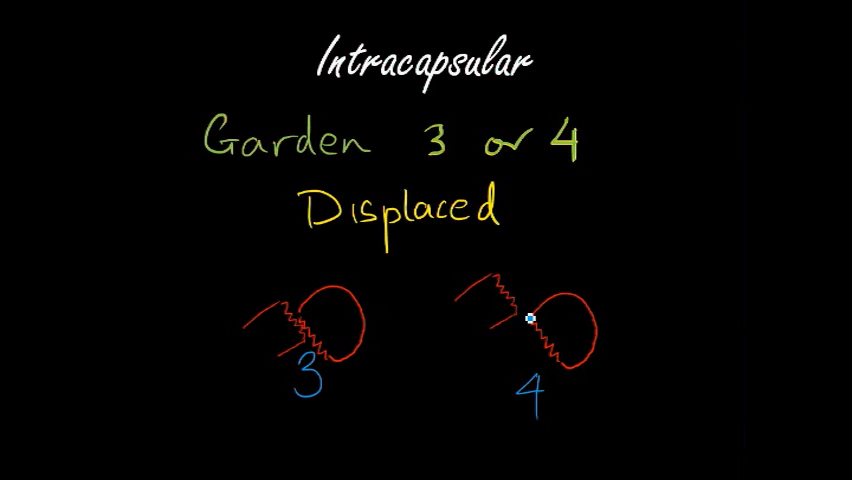 Intracapsular
Garden 3 or 4
Displaced
3 4